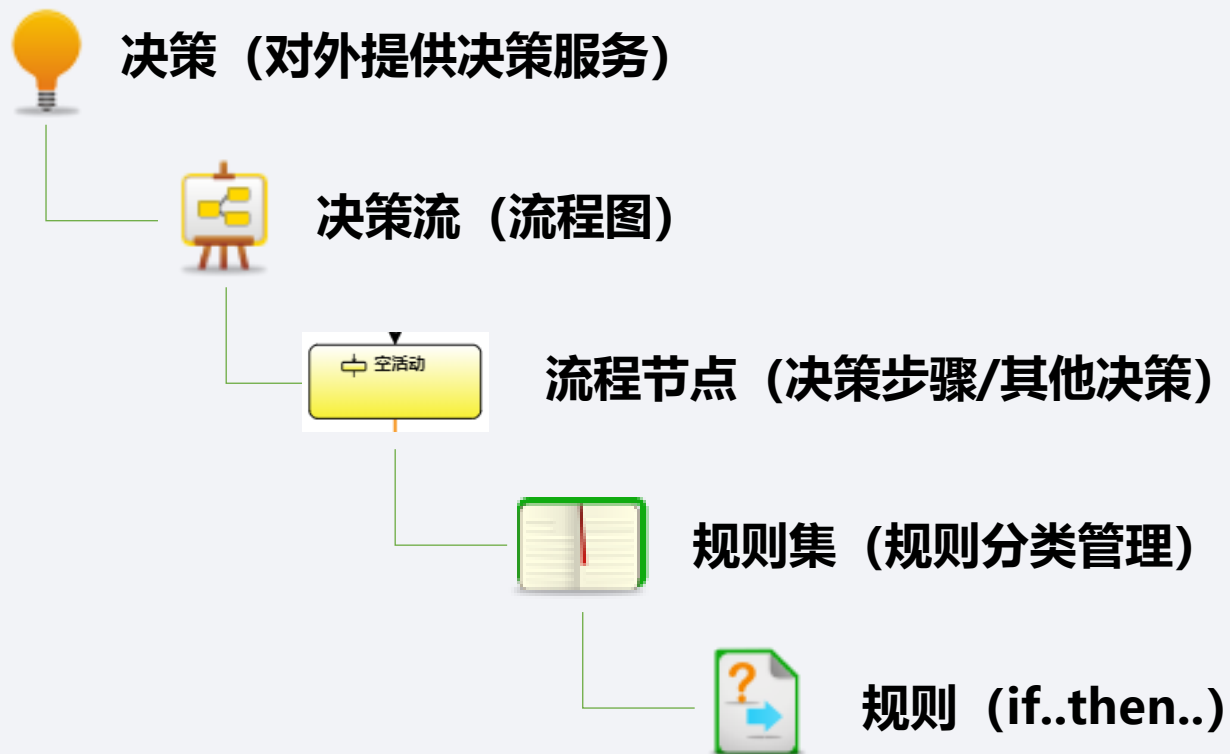 决策（对外提供决策服务）
决策流（流程图）
空活动
流程节点（决策步骤/其他决策）
规则集（规则分类管理）
?
规则（if..then..）